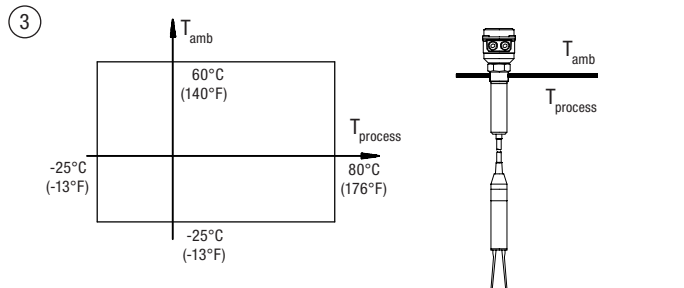 3
T_amb
60°C
(140°F)
T_process
-25°C
(-13°F)
80°C
(176°F)
-25°C
(-13°F)
T_amb
T_process